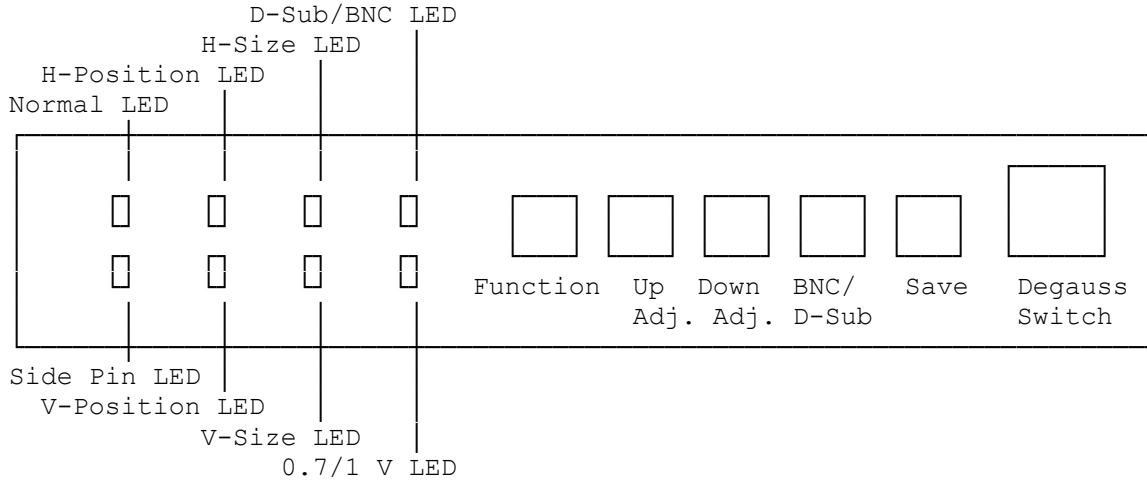 D-Sub/BNC LED
H-Size LED
H-Position LED
Normal LED
Function Up Down BNC/ Save Degauss
Adj. Adj. D-Sub Switch
Side Pin LED
V-Position LED
V-Size LED
0.7/1 V LED